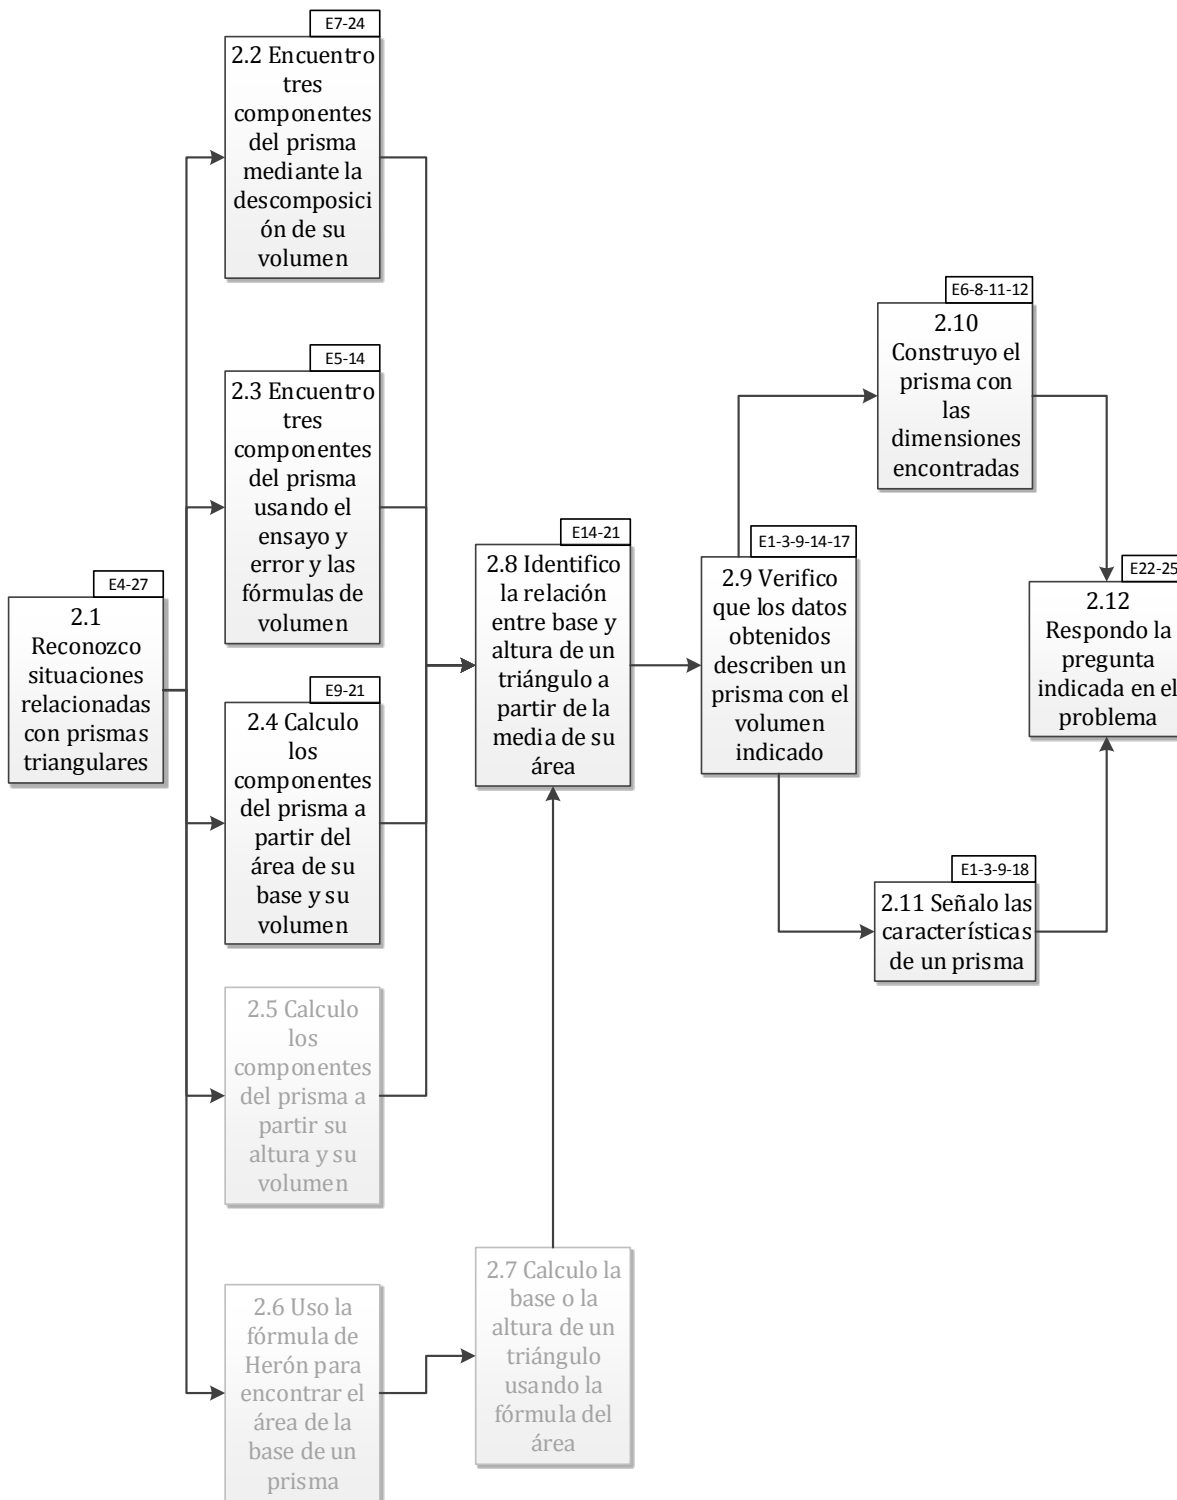 E7-24
2.2 Encuentro
tres
componentes
del prisma
mediante la
descomposici
ón de su
volumen
E5-14
2.3 Encuentro
tres
componentes
del prisma
usando el
ensayo y
error y las
fórmulas de
volumen
E4-27
2.1
Reconozco
situaciones
relacionadas
con prismas
triangulares
E9-21
2.4 Calculo
los
componentes
del prisma a
partir del
área de su
base y su
volumen
2.5 Calculo
los
componentes
del prisma a
partir su
altura y su
volumen
2.6 Uso la
fórmula de
Herón para
encontrar el
área de la
base de un
prisma
2.7 Calculo la
base o la
altura de un
triángulo
usando la
fórmula del
área
E14-21
2.8 Identifico
la relación
entre base y
altura de un
triángulo a
partir de la
media de su
área
E1-3-9-14-17
2.9 Verifico
que los datos
obtenidos
describen un
prisma con el
volumen
indicado
E6-8-11-12
2.10
Construyo el
prisma con
las
dimensiones
encontradas
E1-3-9-18
2.11 Señalo las
características
de un prisma
E22-25
2.12
Respondo la
pregunta
indicada en el
problema